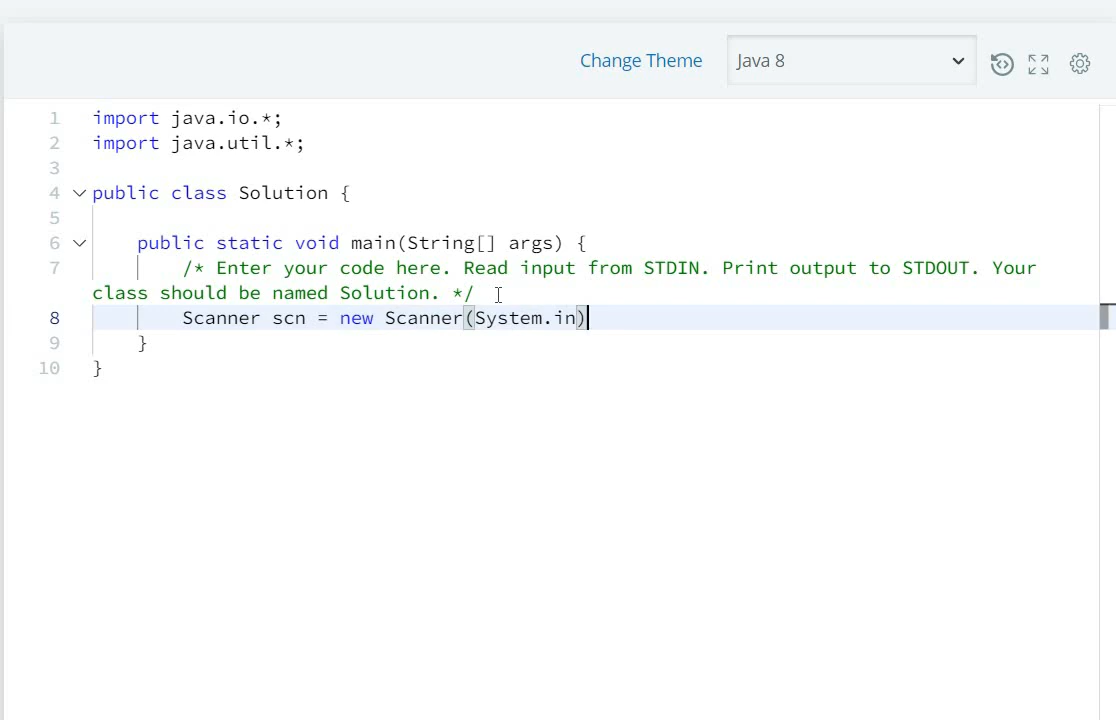 Change Theme Java 8
1 import java.io.*;
2 import java.util.*;
3
4 public class Solution {
5
6 public static void main(String[] args) {
7 /* Enter your code here. Read input from STDIN. Print output to STDOUT. Your
class should be named Solution. */
8 Scanner scn = new Scanner(System.in)
9 }
10 }